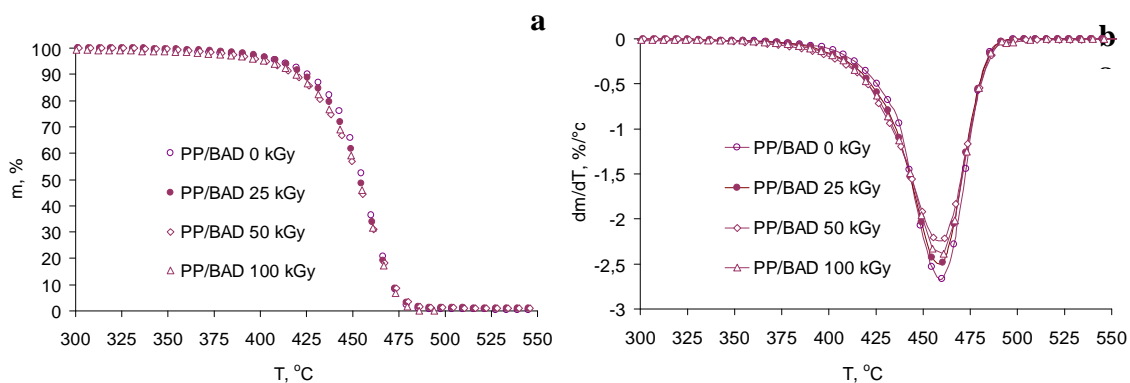 a
100
90
80
70
60
50
40
30
20
10
0
m, %
PP/BAD 0 kGy
PP/BAD 25 kGy
PP/BAD 50 kGy
PP/BAD 100 kGy
300 325 350 375 400 425 450 475 500 525 550
T, °C
b
0
-0,5
-1
-1,5
-2
-2,5
-3
dm/dT, %/°c
PP/BAD 0 kGy
PP/BAD 25 kGy
PP/BAD 50 kGy
PP/BAD 100 kGy
300 325 350 375 400 425 450 475 500 525 550
T, °C